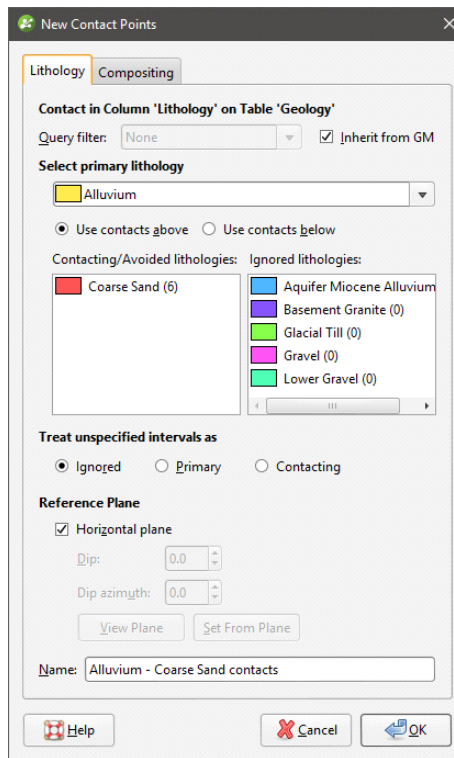 New Contact Points
Lithology Compositing
Contact in Column 'Lithology' on Table 'Geology'
Query filter: None Inherit from GM
Select primary lithology
Alluvium
Use contacts above Use contacts below
Contacting/Avoided lithologies: Ignored lithologies:
Coarse Sand (6) Aquifer Miocene Alluvium
Basement Granite (0)
Glacial Till (0)
Gravel (0)
Lower Gravel (0)
Treat unspecified intervals as
Ignored Primary Contacting
Reference Plane
Horizontal plane
Dip: 0.0
Dip azimuth: 0.0
View Plane Set From Plane
Name: Alluvium - Coarse Sand contacts
Help Cancel OK